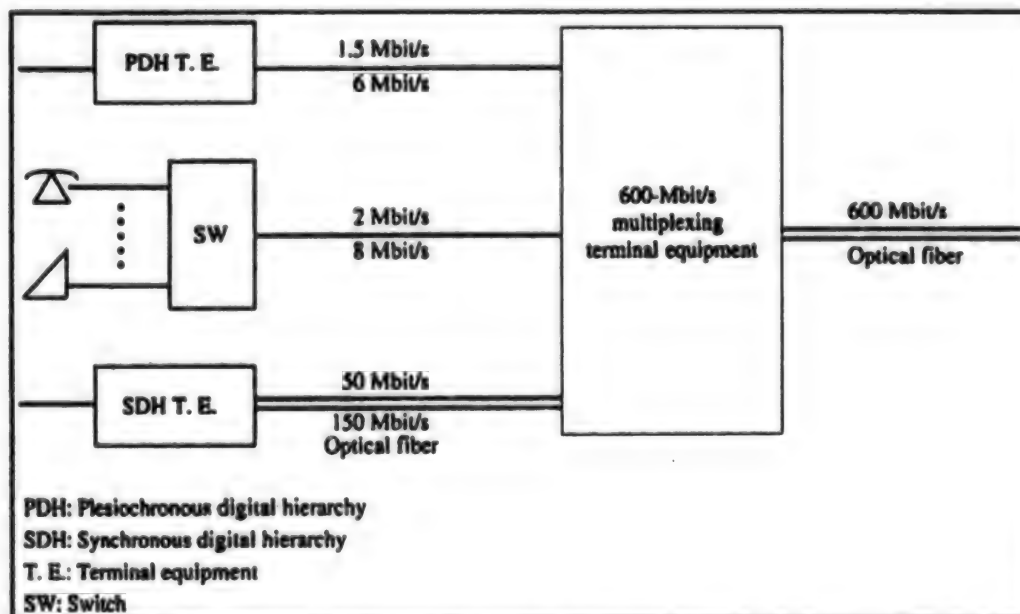 PDH T. E.
1.5 Mbit/s
6 Mbit/s
SW
2 Mbit/s
8 Mbit/s
600-Mbit/s
multiplexing
terminal equipment
600 Mbit/s
Optical fiber
SDH T. E.
50 Mbit/s
150 Mbit/s
Optical fiber
PDH: Plesiochronous digital hierarchy
SDH: Synchronous digital hierarchy
T. E.: Terminal equipment
SW: Switch